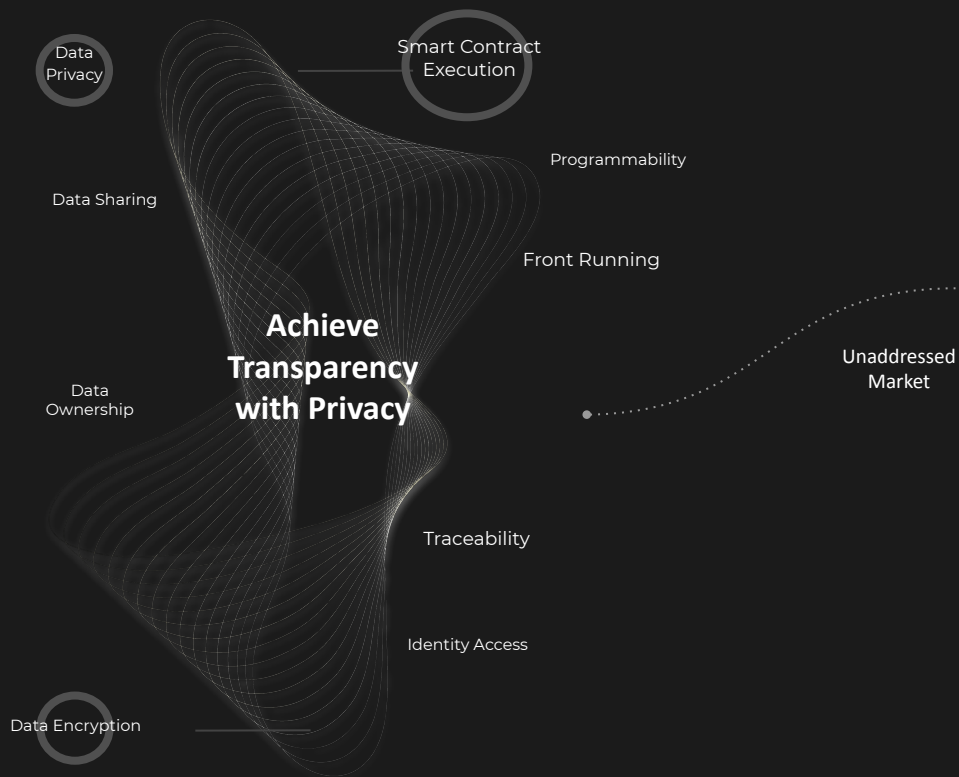 Data
Privacy
Smart Contract
Execution
Programmability
Data Sharing
Front Running
Achieve
Transparency
with Privacy
Unaddressed
Market
Data
Ownership
Traceability
Identity Access
Data Encryption